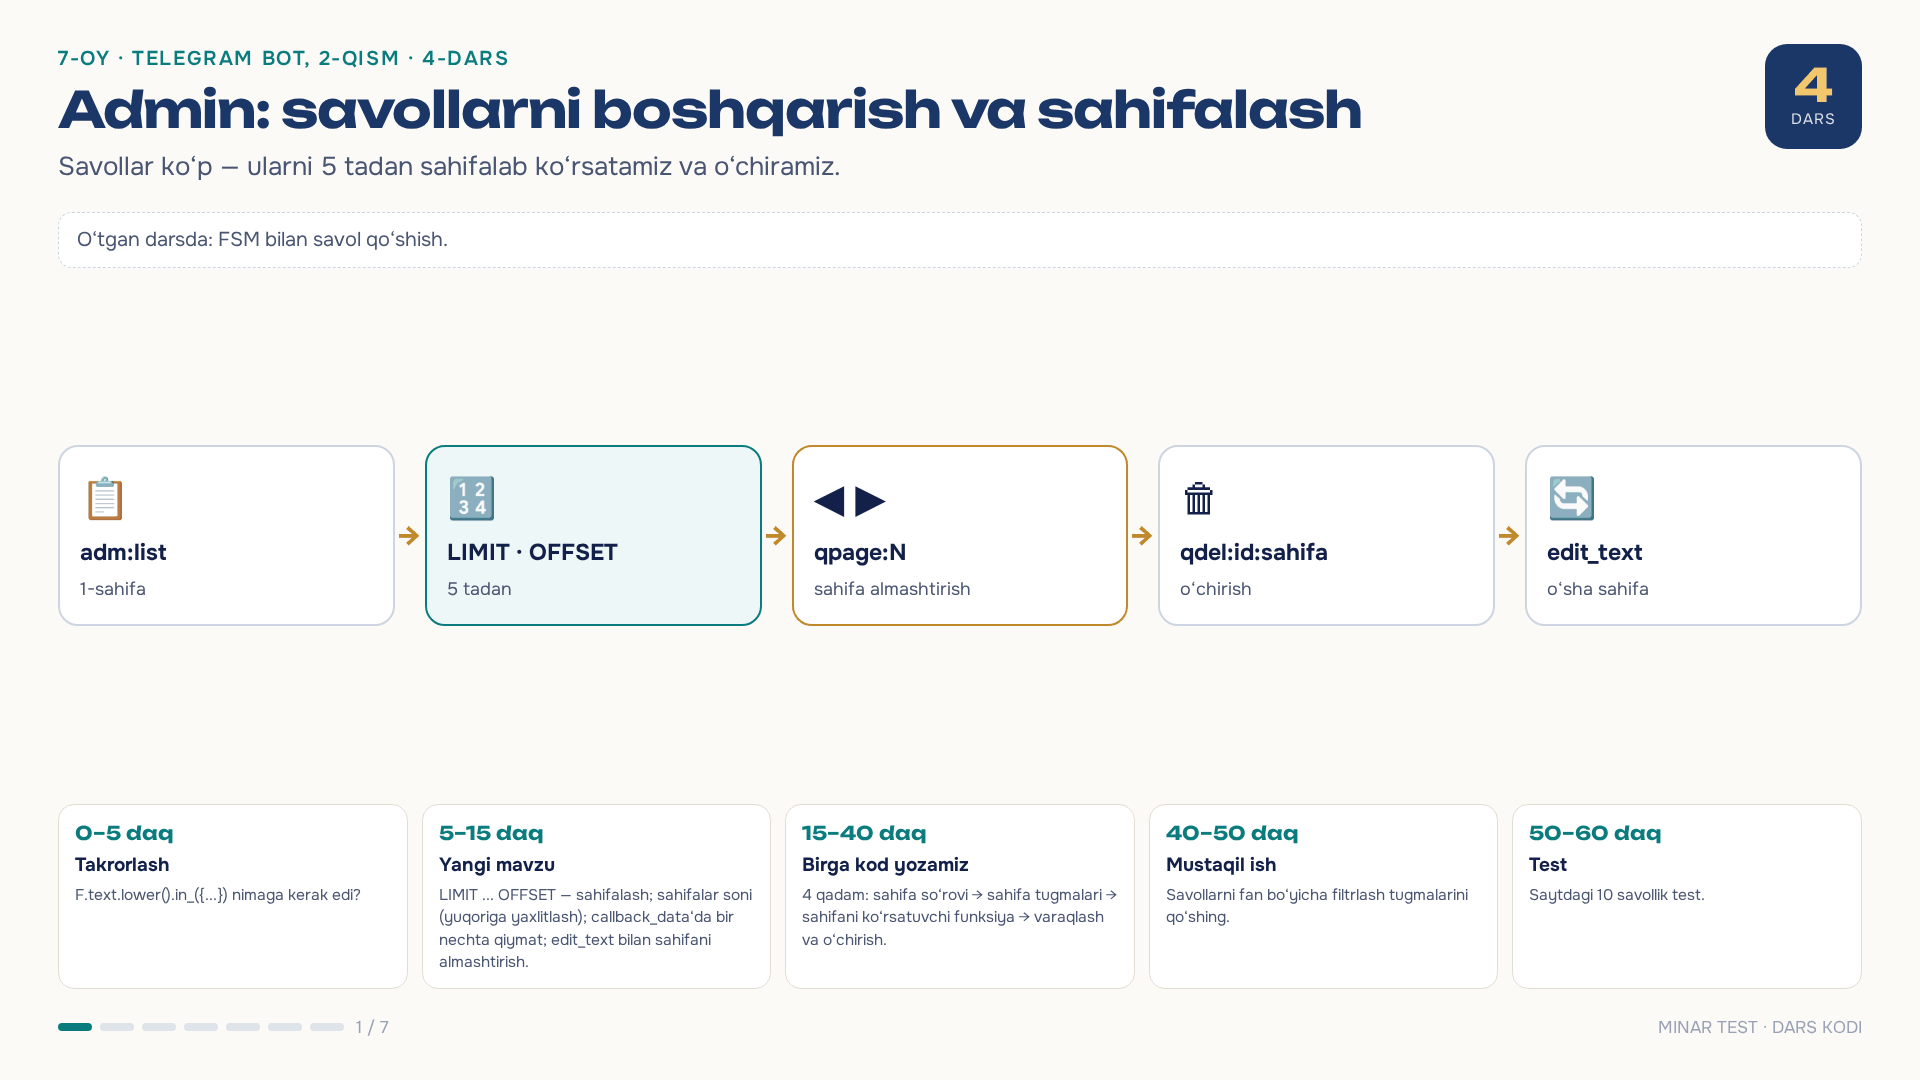 7-OY · TELEGRAM BOT, 2-QISM · 4-DARS
Admin: savollarni boshqarish va sahifalash
Savollar ko‘p — ularni 5 tadan sahifalab ko‘rsatamiz va o‘chiramiz.
4
DARS
O‘tgan darsda: FSM bilan savol qo‘shish.
adm:list
1-sahifa
→
1 2
3 4
LIMIT · OFFSET
5 tadan
→
◀ ▶
qpage:N
sahifa almashtirish
→
qdel:id:sahifa
o‘chirish
→
edit_text
o‘sha sahifa
0–5 daq
Takrorlash
F.text.lower().in_({...}) nimaga kerak edi?
5–15 daq
Yangi mavzu
LIMIT ... OFFSET — sahifalash; sahifalar soni
(yuqoriga yaxlitlash); callback_data‘da bir
nechta qiymat; edit_text bilan sahifani
almashtirish.
15–40 daq
Birga kod yozamiz
4 qadam: sahifa so‘rovi → sahifa tugmalari →
sahifani ko‘rsatuvchi funksiya → varaqlash
va o‘chirish.
40–50 daq
Mustaqil ish
Savollarni fan bo‘yicha filtrlash tugmalarini
qo‘shing.
50–60 daq
Test
Saytdagi 10 savollik test.
1 / 7
MINAR TEST · DARS KODI